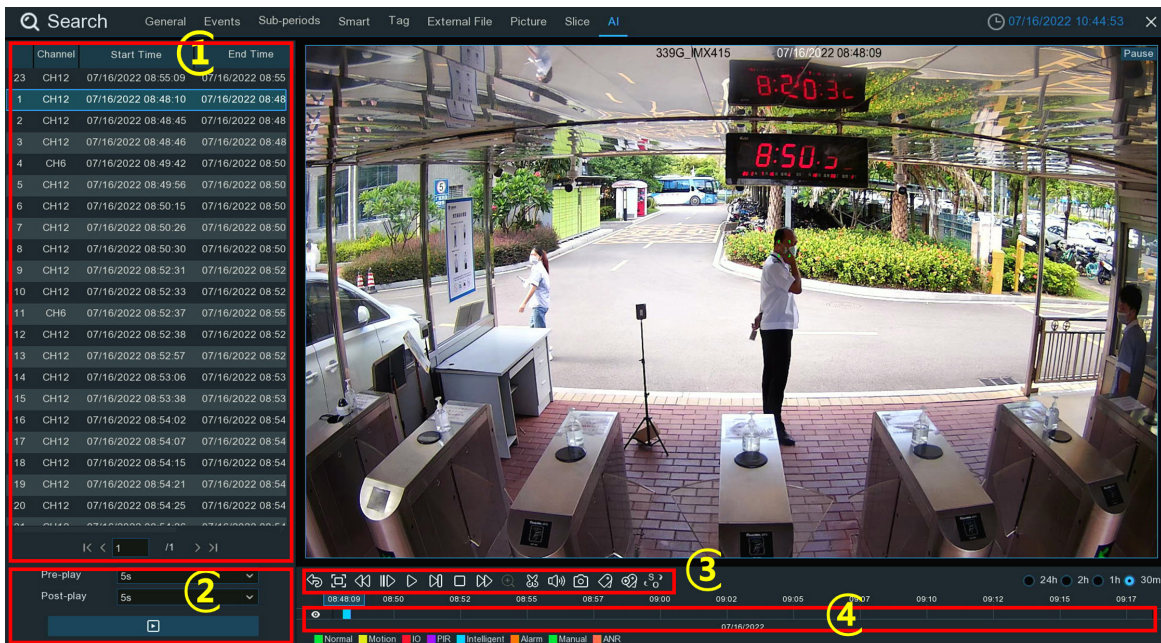 Search General Events Sub-periods Smart Tag External File Picture Slice AI 07/16/2022 10:44:53
Channel Start Time End Time
23 CH12 07/16/2022 08:55:09 07/16/2022 08:55
1 CH12 07/16/2022 08:48:10 07/16/2022 08:48
2 CH12 07/16/2022 08:48:45 07/16/2022 08:48
3 CH12 07/16/2022 08:48:46 07/16/2022 08:48
4 CH6 07/16/2022 08:49:42 07/16/2022 08:50
5 CH12 07/16/2022 08:49:56 07/16/2022 08:50
6 CH12 07/16/2022 08:50:15 07/16/2022 08:50
7 CH12 07/16/2022 08:50:26 07/16/2022 08:50
8 CH12 07/16/2022 08:50:30 07/16/2022 08:50
9 CH12 07/16/2022 08:52:31 07/16/2022 08:52
10 CH12 07/16/2022 08:52:33 07/16/2022 08:52
11 CH6 07/16/2022 08:52:37 07/16/2022 08:55
12 CH12 07/16/2022 08:52:38 07/16/2022 08:52
13 CH12 07/16/2022 08:52:57 07/16/2022 08:52
14 CH12 07/16/2022 08:53:06 07/16/2022 08:53
15 CH12 07/16/2022 08:53:38 07/16/2022 08:53
16 CH12 07/16/2022 08:54:02 07/16/2022 08:54
17 CH12 07/16/2022 08:54:07 07/16/2022 08:54
18 CH12 07/16/2022 08:54:15 07/16/2022 08:54
19 CH12 07/16/2022 08:54:21 07/16/2022 08:54
20 CH12 07/16/2022 08:54:25 07/16/2022 08:54
1 /1
①
Pre-play 5s
Post-play 5s
②
339G_IMX415 07/16/2022 08:48:09 Pause
8:50
5
③
24h 2h 1h 30m
08:48:09 08:50 08:52 08:55 08:57 09:00 09:02 09:05 09:07 09:10 09:12 09:15 09:17
④
07/16/2022
Normal Motion IO PIR Intelligent Alarm Manual ANR